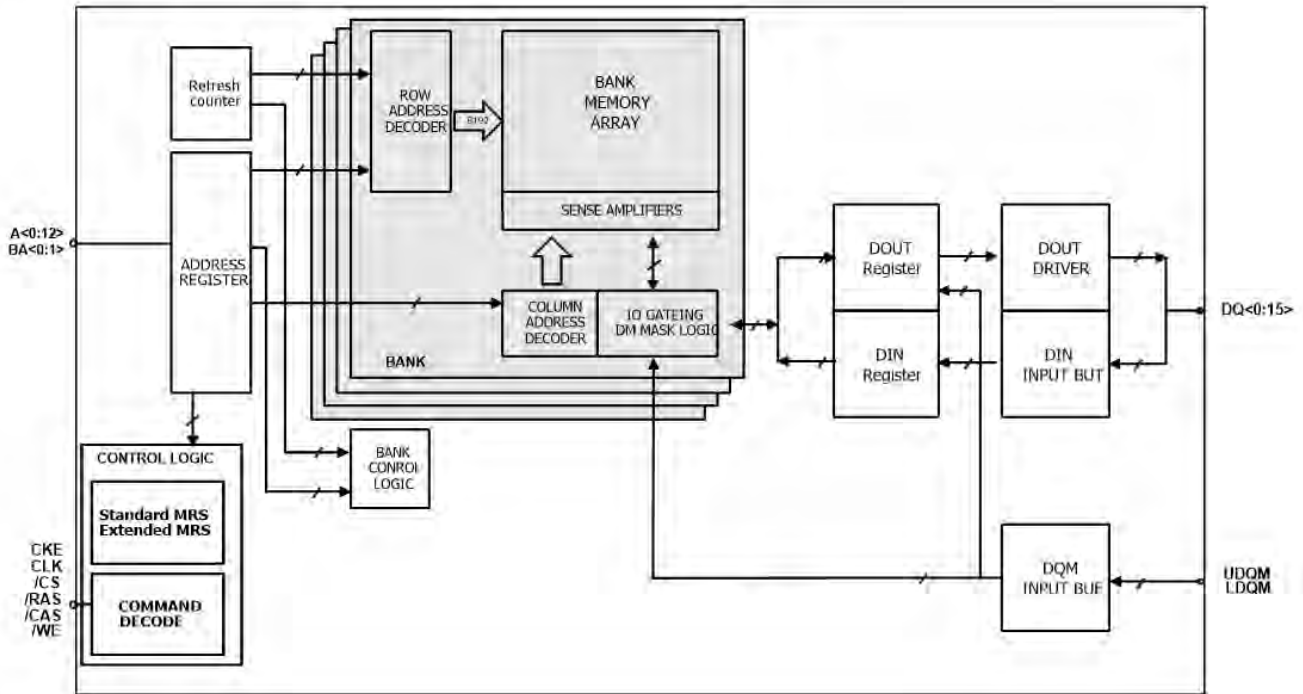 Refresh
counter
ROW
ADDRESS
DECODER
8192
BANK
MEMORY
ARRAY
SENSE AMPLIFIERS
A<0:12>
BA<0:1>
ADDRESS
REGISTER
COLUMN
ADDRESS
DECODER
IO GATEING
DM MASK LOGIC
BANK
DOUT
Register
DOUT
DRIVER
DIN
Register
DIN
INPUT BUT
DQ<0:15>
BANK
CONROL
LOGIC
CONTROL LOGIC
Standard MRS
Extended MRS
COMMAND
DECODE
CKE
CLK
/CS
/RAS
/CAS
/WE
DQM
INPUT BUF
UDQM
LDQM